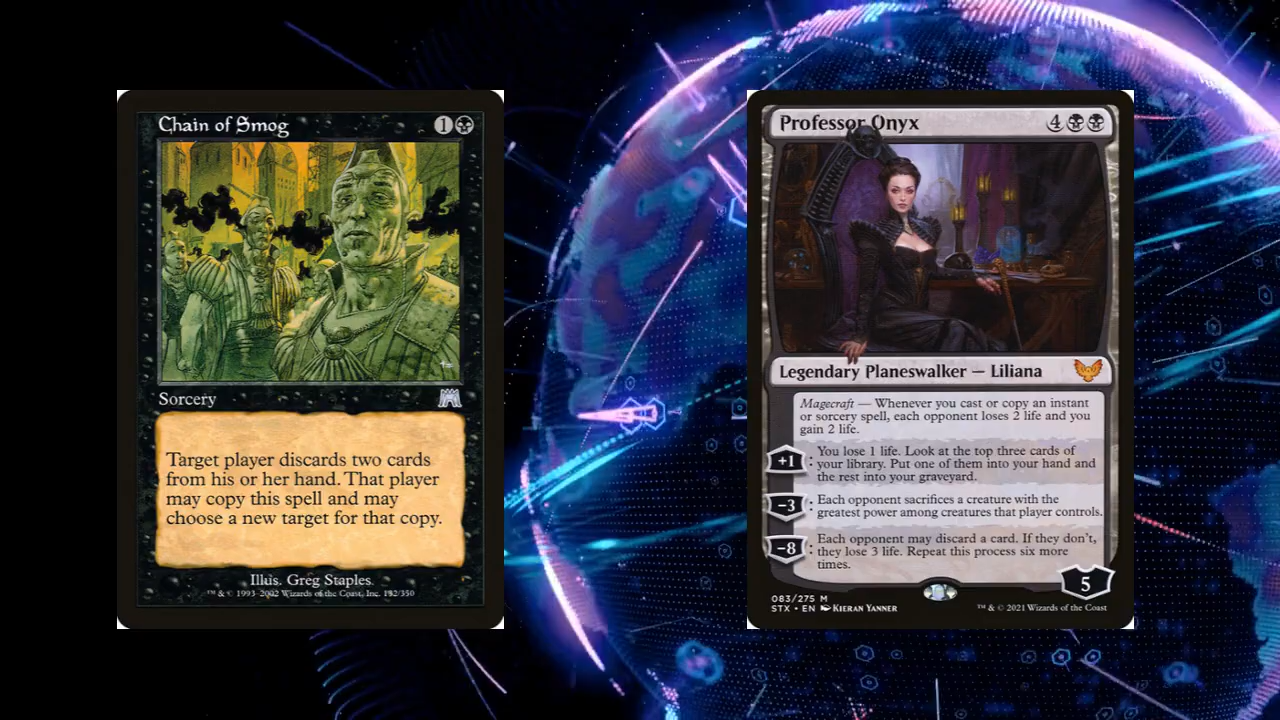 Chain of Smog
1
Sorcery
Target player discards two cards
from his or her hand. That player
may copy this spell and may
choose a new target for that copy.
Illus. Greg Staples.
™ & © 1993-2002 Wizards of the Coast, Inc. 132/350
Professor Onyx
4
Legendary Planeswalker — Liliana
Magecraft — Whenever you cast or copy an instant
or sorcery spell, each opponent loses 2 life and you
gain 2 life.
+1: You lose 1 life. Look at the top three cards of
your library. Put one of them into your hand and
the rest into your graveyard.
−3: Each opponent sacrifices a creature with the
greatest power among creatures that player controls.
−8: Each opponent may discard a card. If they don't,
they lose 3 life. Repeat this process six more
times.
5
083/275 M
STX • EN KIERAN YANNER
™ & © 2021 Wizards of the Coast